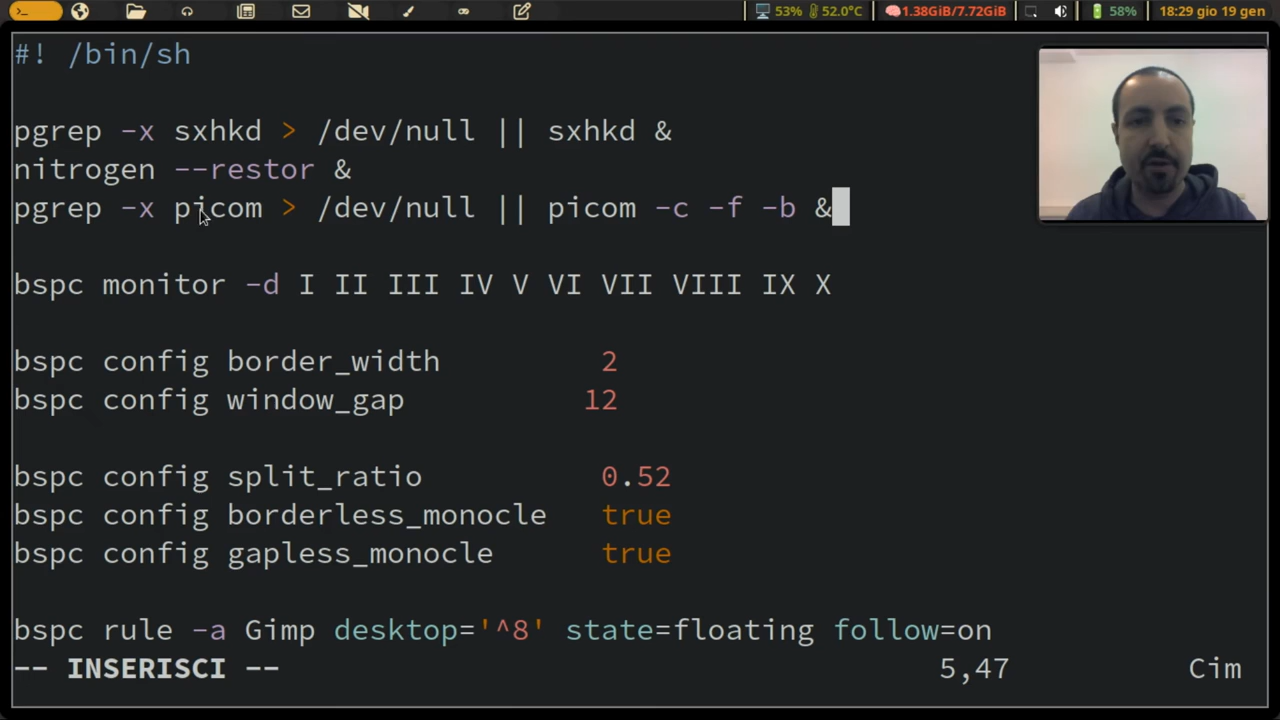 53% 52.0°C 1.38GiB/7.72GiB 58% 18:29 gio 19 gen
#! /bin/sh
pgrep -x sxhkd > /dev/null || sxhkd &
nitrogen --restor &
pgrep -x picom > /dev/null || picom -c -f -b &
bspc monitor -d I II III IV V VI VII VIII IX X
bspc config border_width 2
bspc config window_gap 12
bspc config split_ratio 0.52
bspc config borderless_monocle true
bspc config gapless_monocle true
bspc rule -a Gimp desktop='^8' state=floating follow=on
-- INSERISCI -- 5,47 Cim